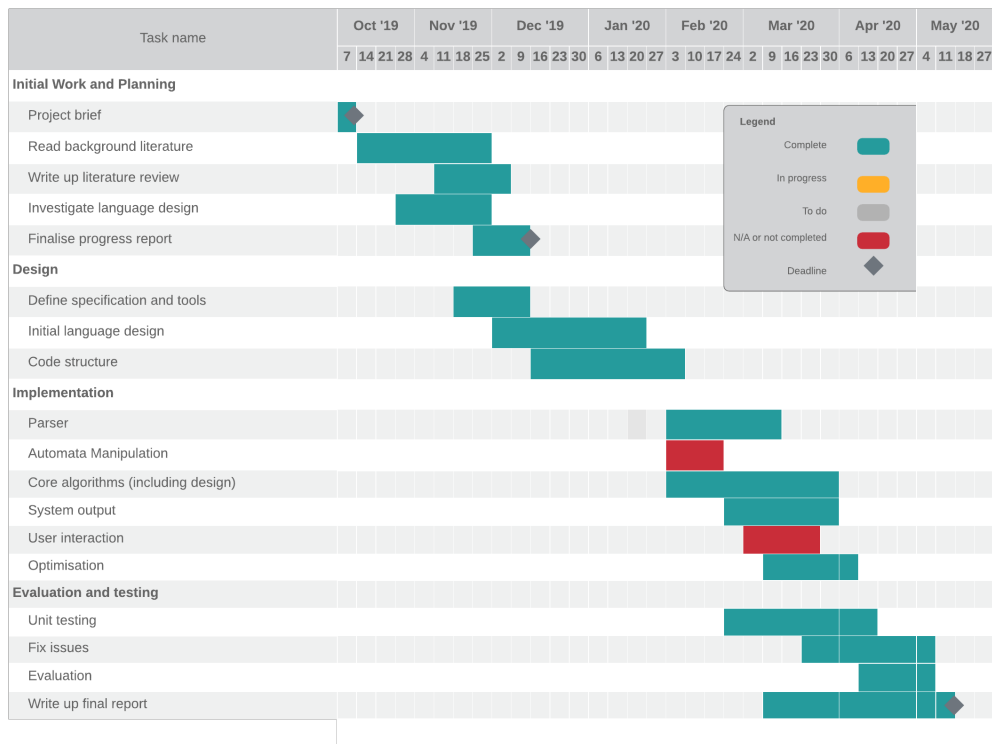 Task name
Oct '19 Nov '19 Dec '19 Jan '20 Feb '20 Mar '20 Apr '20 May '20
7 14 21 28 4 11 18 25 2 9 16 23 30 6 13 20 27 3 10 17 24 2 9 16 23 30 6 13 20 27 4 11 18 27
Initial Work and Planning
Project brief
Read background literature
Write up literature review
Investigate language design
Finalise progress report
Legend
Complete
In progress
To do
N/A or not completed
Deadline
Design
Define specification and tools
Initial language design
Code structure
Implementation
Parser
Automata Manipulation
Core algorithms (including design)
System output
User interaction
Optimisation
Evaluation and testing
Unit testing
Fix issues
Evaluation
Write up final report